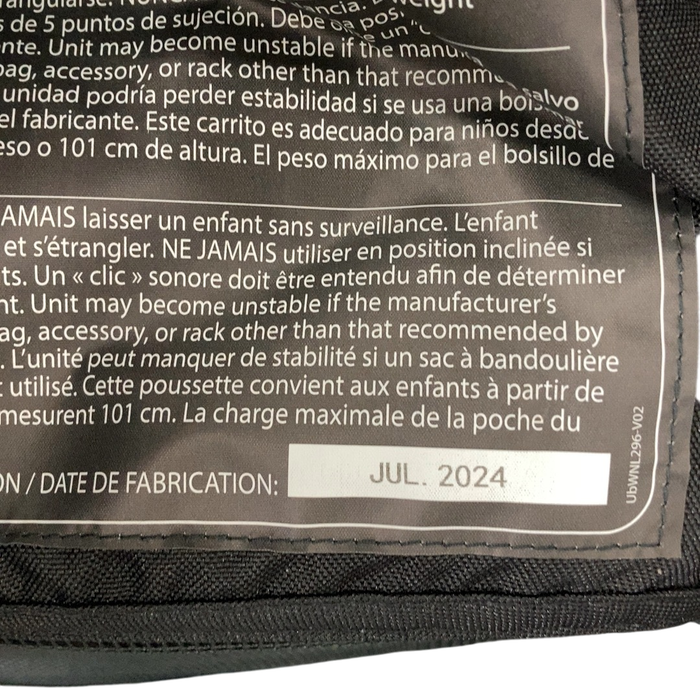 s de 5 puntos de sujeción. Debe
nte. Unit may become unstable if the
bag, accessory, or rack other than that
unidad podría perder estabilidad si se usa una
salvo
el fabricante. Este carrito es adecuado para niños
eso o 101 cm de altura. El peso máximo para el bolsillo de
AMAIS laisser un enfant sans surveillance. L'enfant
et s'étrangler. NE JAMAIS utiliser en position inclinée si
ts. Un « clic » sonore doit être entendu afin de déterminer
nt. Unit may become unstable if the manufacturer's
ag, accessory, or rack other than that recommended by
. L'unité peut manquer de stabilité si un sac à bandoulière
utilisé. Cette poussette convient aux enfants à partir de
mesurent 101 cm. La charge maximale de la poche du
ON / DATE DE FABRICATION: JUL. 2024
UbWNL296-V02